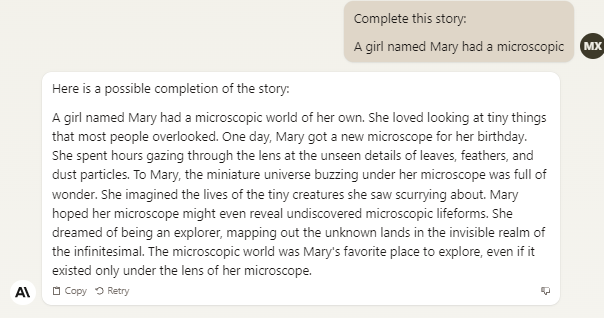 Complete this story:
A girl named Mary had a microscopic
MX
Here is a possible completion of the story:
A girl named Mary had a microscopic world of her own. She loved looking at tiny things
that most people overlooked. One day, Mary got a new microscope for her birthday.
She spent hours gazing through the lens at the unseen details of leaves, feathers, and
dust particles. To Mary, the miniature universe buzzing under her microscope was full of
wonder. She imagined the lives of the tiny creatures she saw scurrying about. Mary
hoped her microscope might even reveal undiscovered microscopic lifeforms. She
dreamed of being an explorer, mapping out the unknown lands in the invisible realm of
the infinitesimal. The microscopic world was Mary's favorite place to explore, even if it
existed only under the lens of her microscope.
A\
Copy Retry